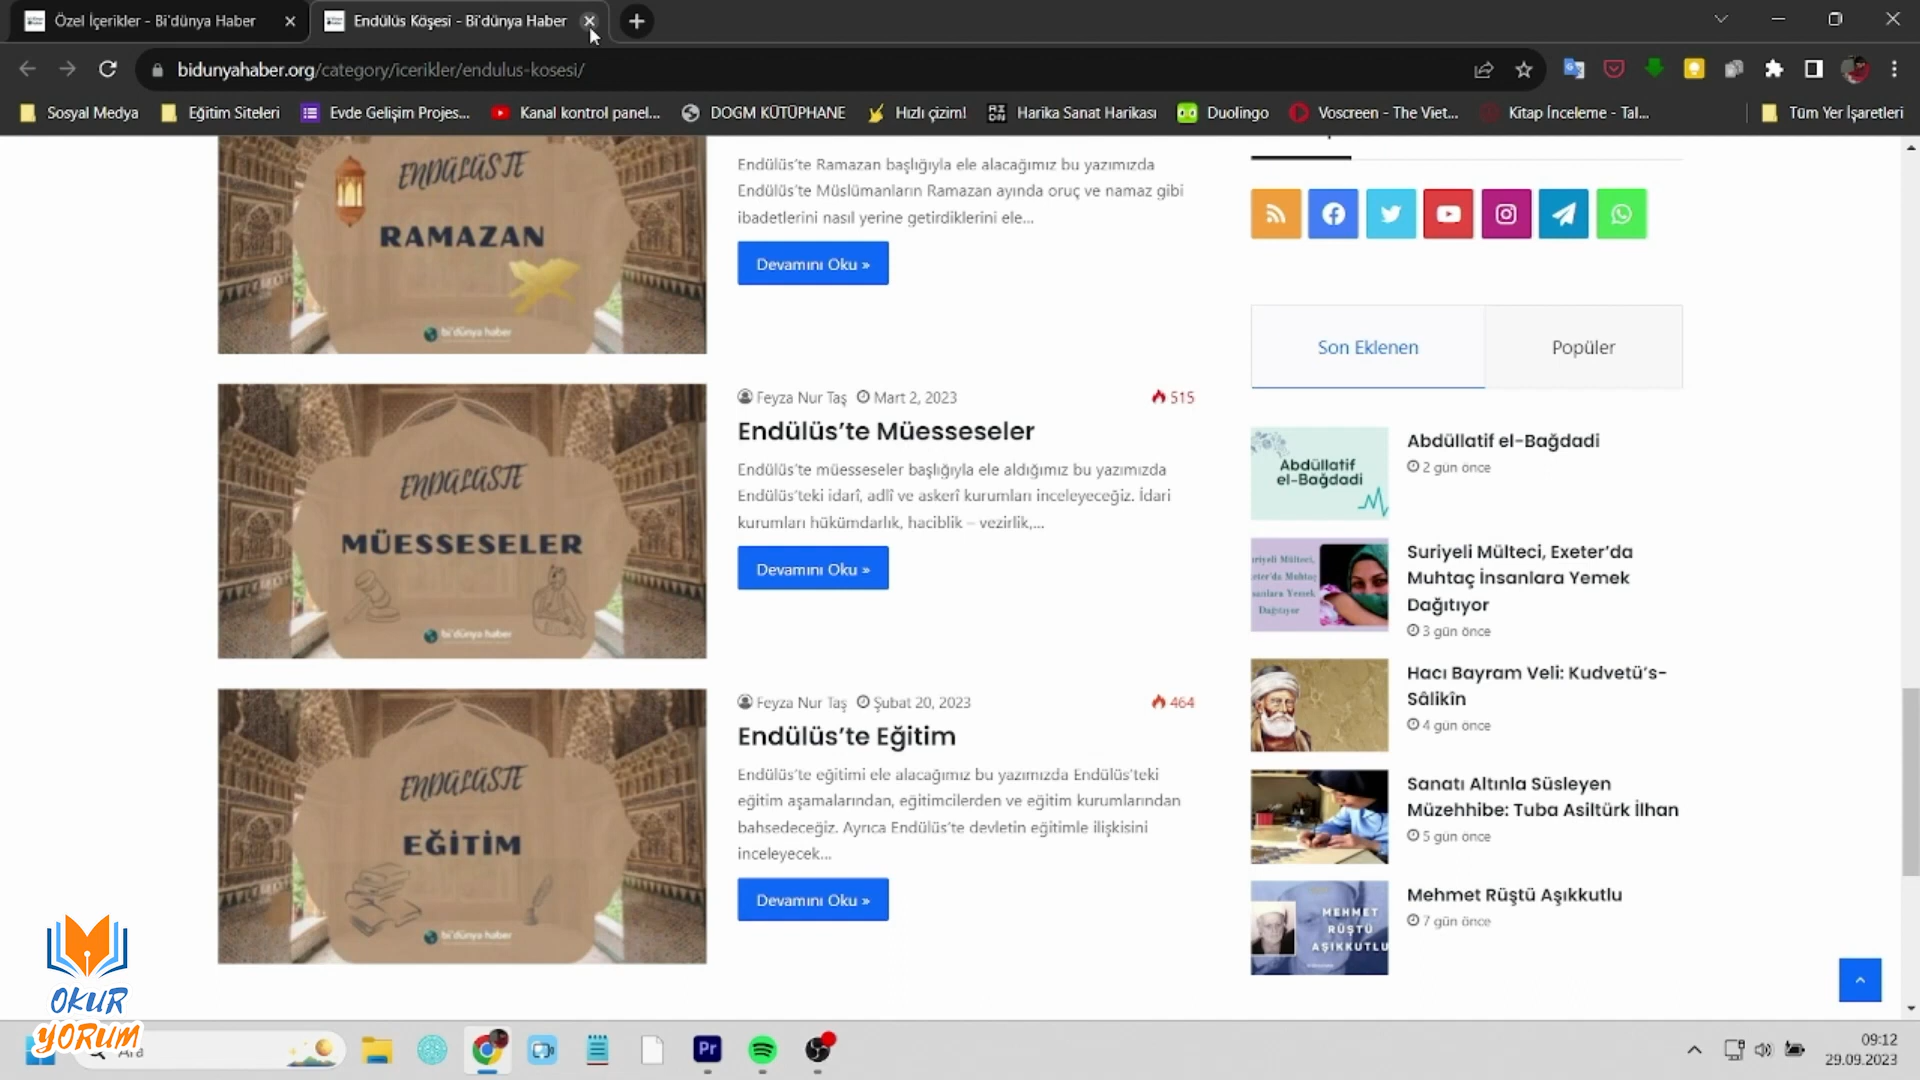 Özel İçerikler - Bi'dünya Haber
Endülüs Köşesi - Bi'dünya Haber
bidunyahaber.org/category/icerikler/endulus-kosesi/
Sosyal Medya
Eğitim Siteleri
Evde Gelişim Projes...
Kanal kontrol panel...
DOGM KÜTÜPHANE
Hızlı çizim!
Harika Sanat Harikası
Duolingo
Voscreen - The Viet...
Kitap İnceleme - Tal...
Tüm Yer İşaretleri
ENDÜLÜSTE
RAMAZAN
bi'dünya haber
Endülüs'te Ramazan başlığıyla ele alacağımız bu yazımızda
Endülüs'te Müslümanların Ramazan ayında oruç ve namaz gibi
ibadetlerini nasıl yerine getirdiklerini ele...
Devamını Oku »
ENDÜLÜSTE
MÜESSESELER
bi'dünya haber
Feyza Nur Taş Mart 2, 2023 515
Endülüs'te Müesseseler
Endülüs'te müesseseler başlığıyla ele aldığımız bu yazımızda
Endülüs'teki idarî, adlî ve askerî kurumları inceleyeceğiz. İdari
kurumları hükümdarlık, haciblik – vezirlik,...
Devamını Oku »
ENDÜLÜSTE
EĞİTİM
bi'dünya haber
Feyza Nur Taş Şubat 20, 2023 464
Endülüs'te Eğitim
Endülüs'te eğitimi ele alacağımız bu yazımızda Endülüs'teki
eğitim aşamalarından, eğitimcilerden ve eğitim kurumlarından
bahsedeceğiz. Ayrıca Endülüs'te devletin eğitimle ilişkisini
inceleyecek...
Devamını Oku »
Son Eklenen
Popüler
Abdüllatif
el-Bağdadi
Abdüllatif el-Bağdadi
2 gün önce
Suriyeli Mülteci, Exeter'da
Muhtaç İnsanlara Yemek
Dağıtıyor
3 gün önce
Hacı Bayram Veli: Kudvetü's-
Sâlikîn
4 gün önce
Sanatı Altınla Süsleyen
Müzehhibe: Tuba Asiltürk İlhan
5 gün önce
MEHMET
RÜŞTÜ
AŞIKKUTLU
Mehmet Rüştü Aşıkkutlu
7 gün önce
OKUR
YORUM
Ara
Pr
09:12
29.09.2023